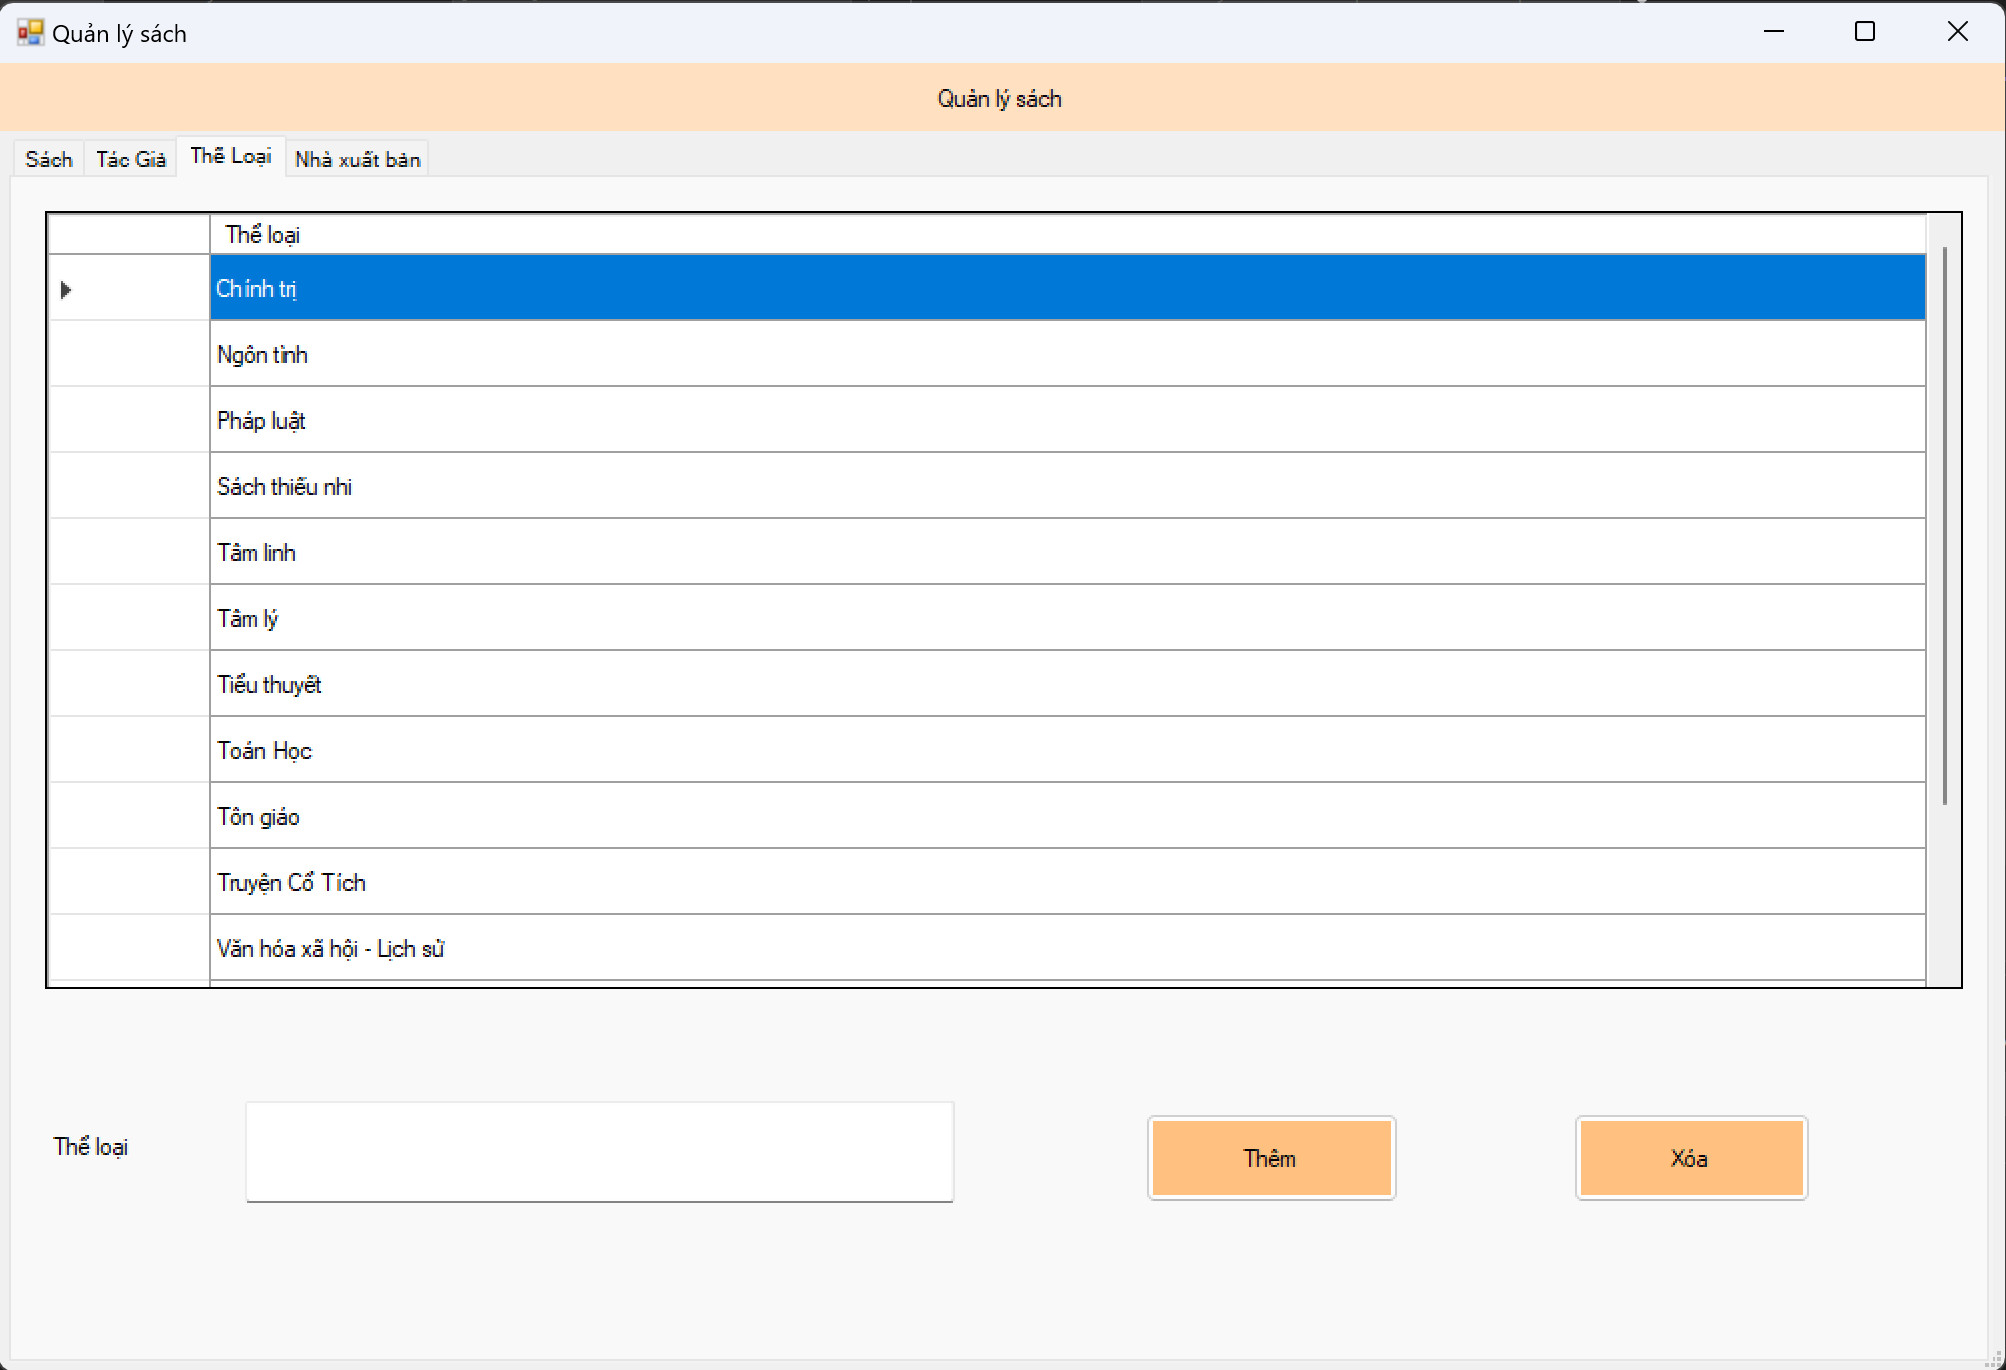 Quản lý sách
Quản lý sách
Sách Tác Giả Thể Loại Nhà xuất bản
Thể loại
Chính trị
Ngôn tình
Pháp luật
Sách thiếu nhi
Tâm linh
Tâm lý
Tiểu thuyết
Toán Học
Tôn giáo
Truyện Cổ Tích
Văn hóa xã hội - Lịch sử
Thể loại
Thêm Xóa